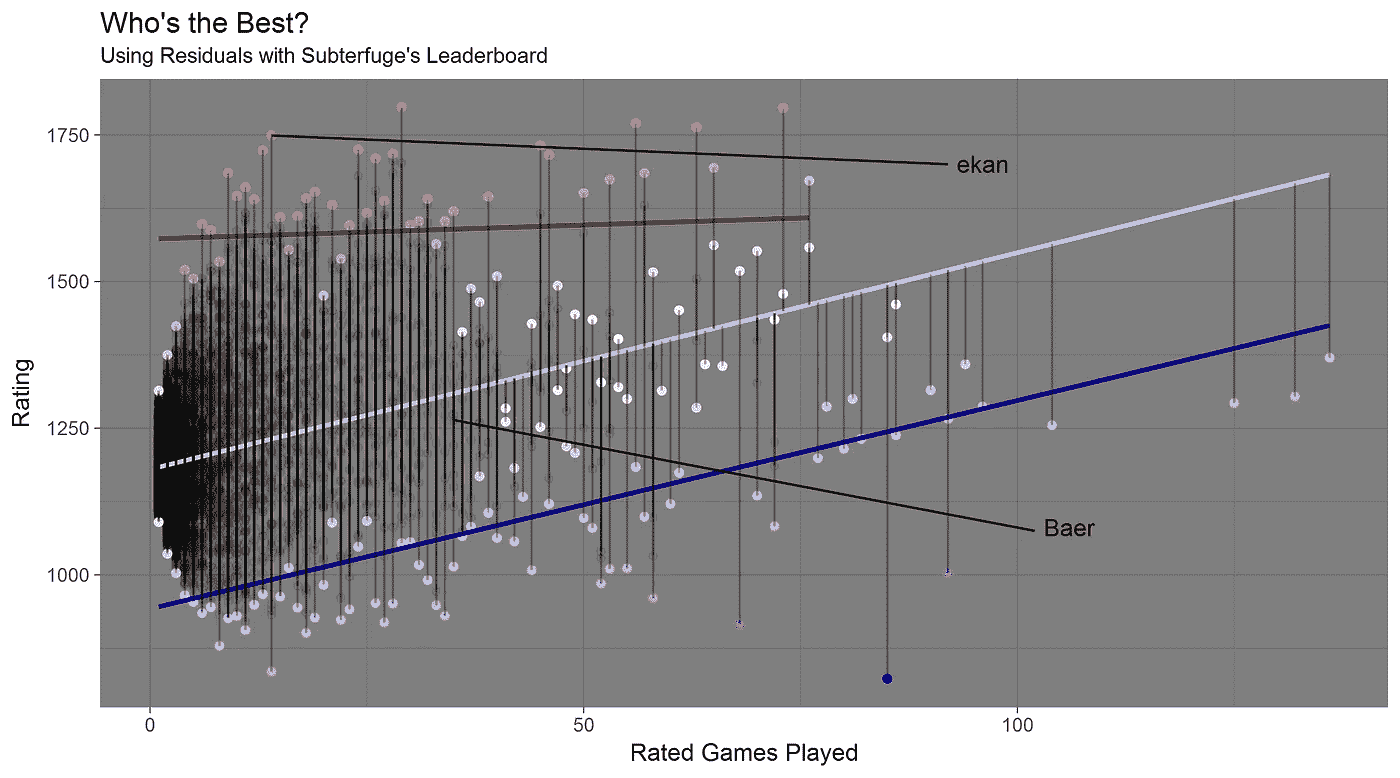 Who's the Best?
Using Residuals with Subterfuge's Leaderboard
1750
1500
1250
1000
ekan
Baer
Rating
0
50
100
Rated Games Played